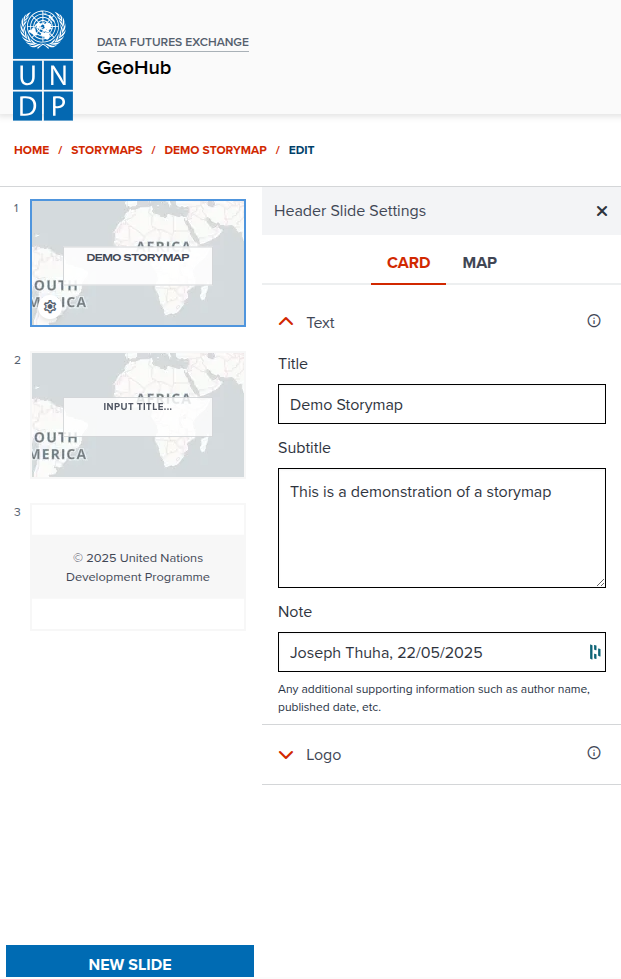 DATA FUTURES EXCHANGE
GeoHub
U N
D P
HOME / STORYMAPS / DEMO STORYMAP / EDIT
1
AFRICA
DEMO STORYMAP
OUTH
ICA
2
AFRICA
INPUT TITLE...
OUTH
MERICA
3
© 2025 United Nations
Development Programme
NEW SLIDE
Header Slide Settings
CARD MAP
Text
Title
Demo Storymap
Subtitle
This is a demonstration of a storymap
Note
Joseph Thuha, 22/05/2025
Any additional supporting information such as author name,
published date, etc.
Logo